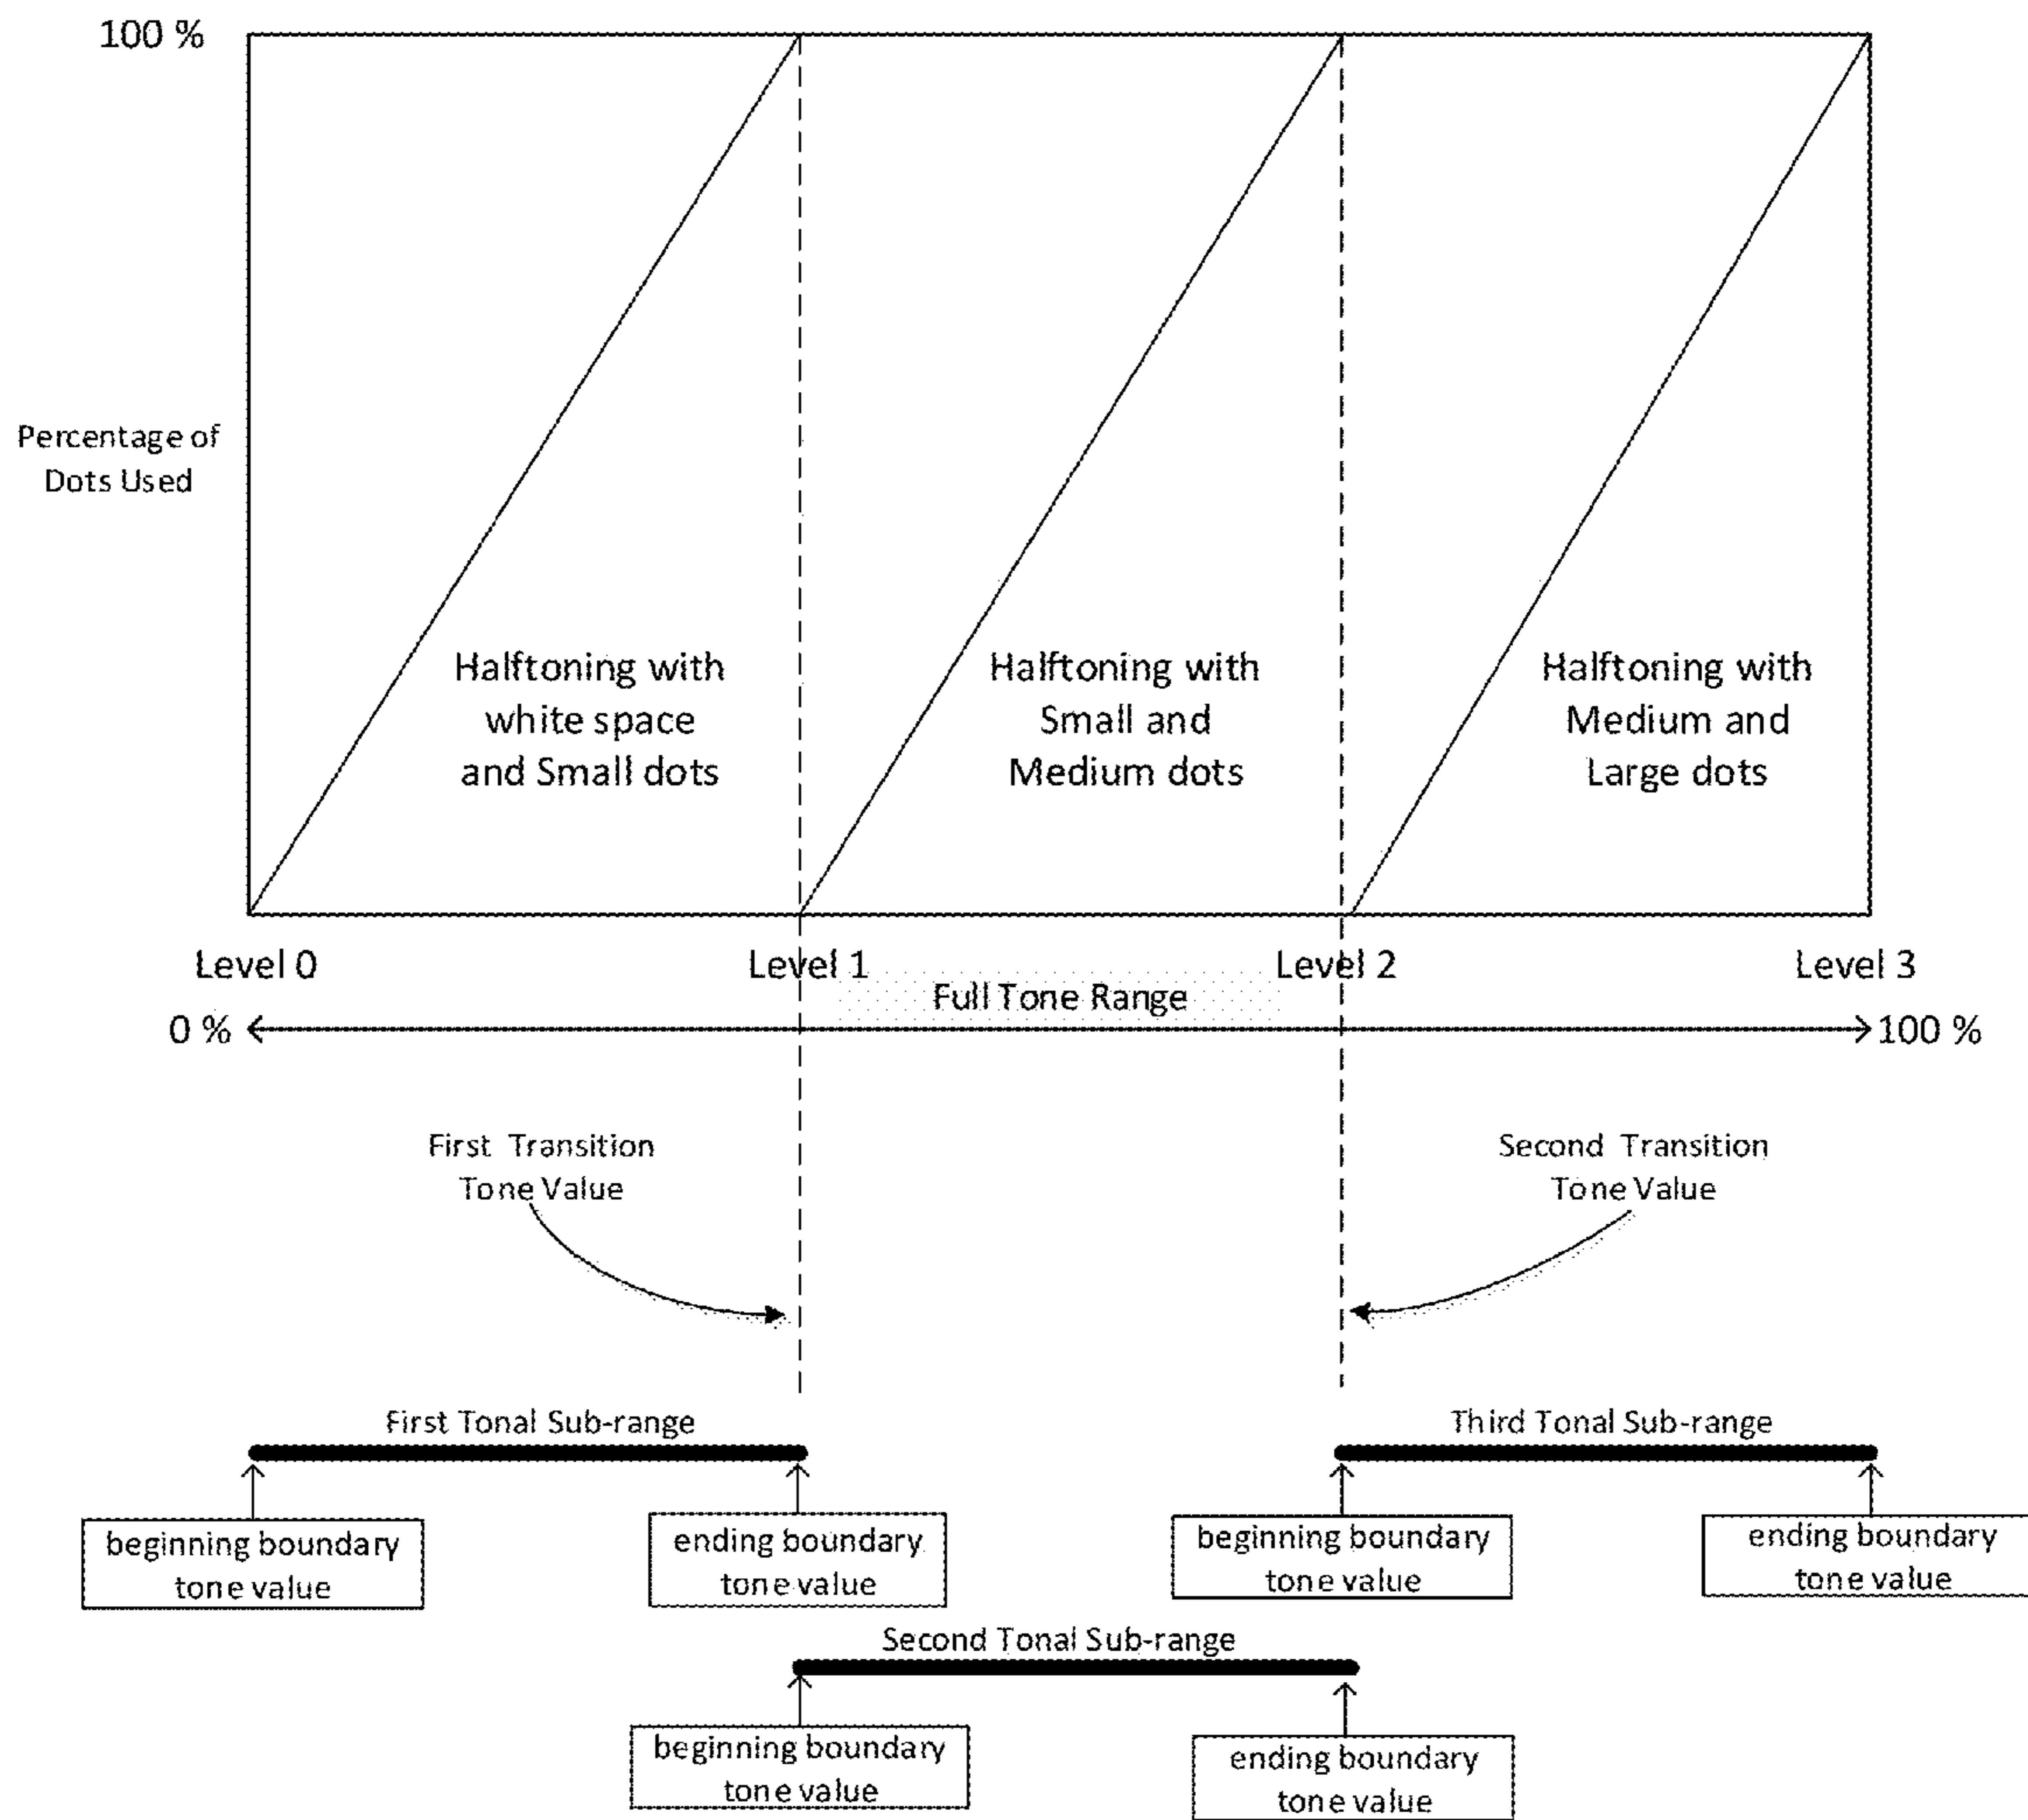 100 %
Percentage of
Dots Used
Halftoning with
white space
and Small dots
Halftoning with
Small and
Medium dots
Halftoning with
Medium and
Large dots
Level 0
Level 1
Level 2
Level 3
Full Tone Range
0 %
100 %
First Transition
Tone Value
Second Transition
Tone Value
First Tonal Sub-range
Third Tonal Sub-range
beginning boundary
tone value
ending boundary
tone value
beginning boundary
tone value
ending boundary
tone value
Second Tonal Sub-range
beginning boundary
tone value
ending boundary
tone value